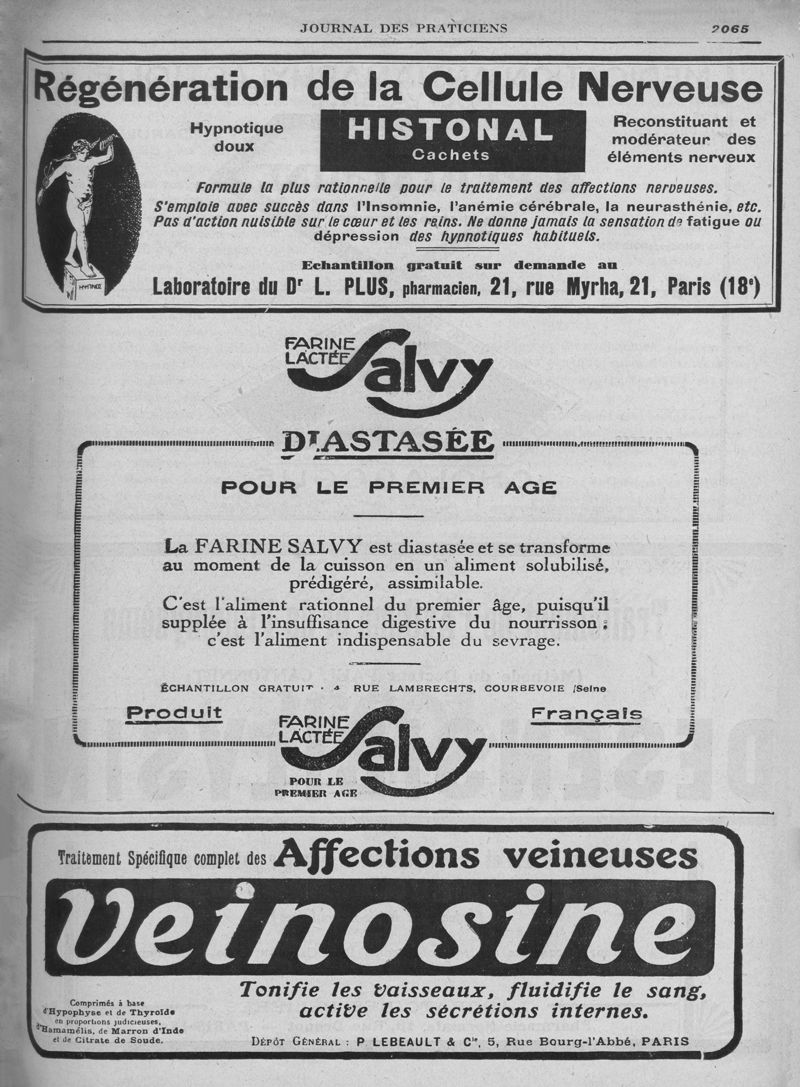 JOURNAL DES PRATICIENS 2065
Régénération de la Cellule Nerveuse
Hypnotique
doux
HISTONAL
Cachets
Reconstituant et
modérateur des
éléments nerveux
Formule la plus rationnelle pour le traitement des affections nerveuses.
S'emploie avec succès dans l'Insomnie, l'anémie cérébrale, la neurasthénie, etc.
Pas d'action nuisible sur le cœur et les reins. Ne donne jamais la sensation de fatigue ou
dépression des hypnotiques habituels.
ΗΥΠΝΟΣ
Echantillon gratuit sur demande au
Laboratoire du Dr L. PLUS, pharmacien, 21, rue Myrha, 21, Paris (18e)
FARINE
LACTÉE
Salvy
DIASTASÉE
POUR LE PREMIER AGE
La FARINE SALVY est diastasée et se transforme
au moment de la cuisson en un aliment solubilisé,
prédigéré, assimilable.
C'est l'aliment rationnel du premier âge, puisqu'il
supplée à l'insuffisance digestive du nourrisson ;
c'est l'aliment indispensable du sevrage.
ÉCHANTILLON GRATUIT - 4 RUE LAMBRECHTS, COURBEVOIE /Seine
Produit
Français
FARINE
LACTÉE
Salvy
POUR LE
PREMIER AGE
Traitement Spécifique complet des Affections veineuses
Veinosine
Comprimés à base
d'Hypophyse et de Thyroïde
en proportions judicieuses,
d'Hamamélis, de Marron d'Inde
et de Citrate de Soude.
Tonifie les vaisseaux, fluidifie le sang,
active les sécrétions internes.
DÉPÔT GÉNÉRAL : P LEBEAULT & Cie, 5, Rue Bourg-l'Abbé, PARIS